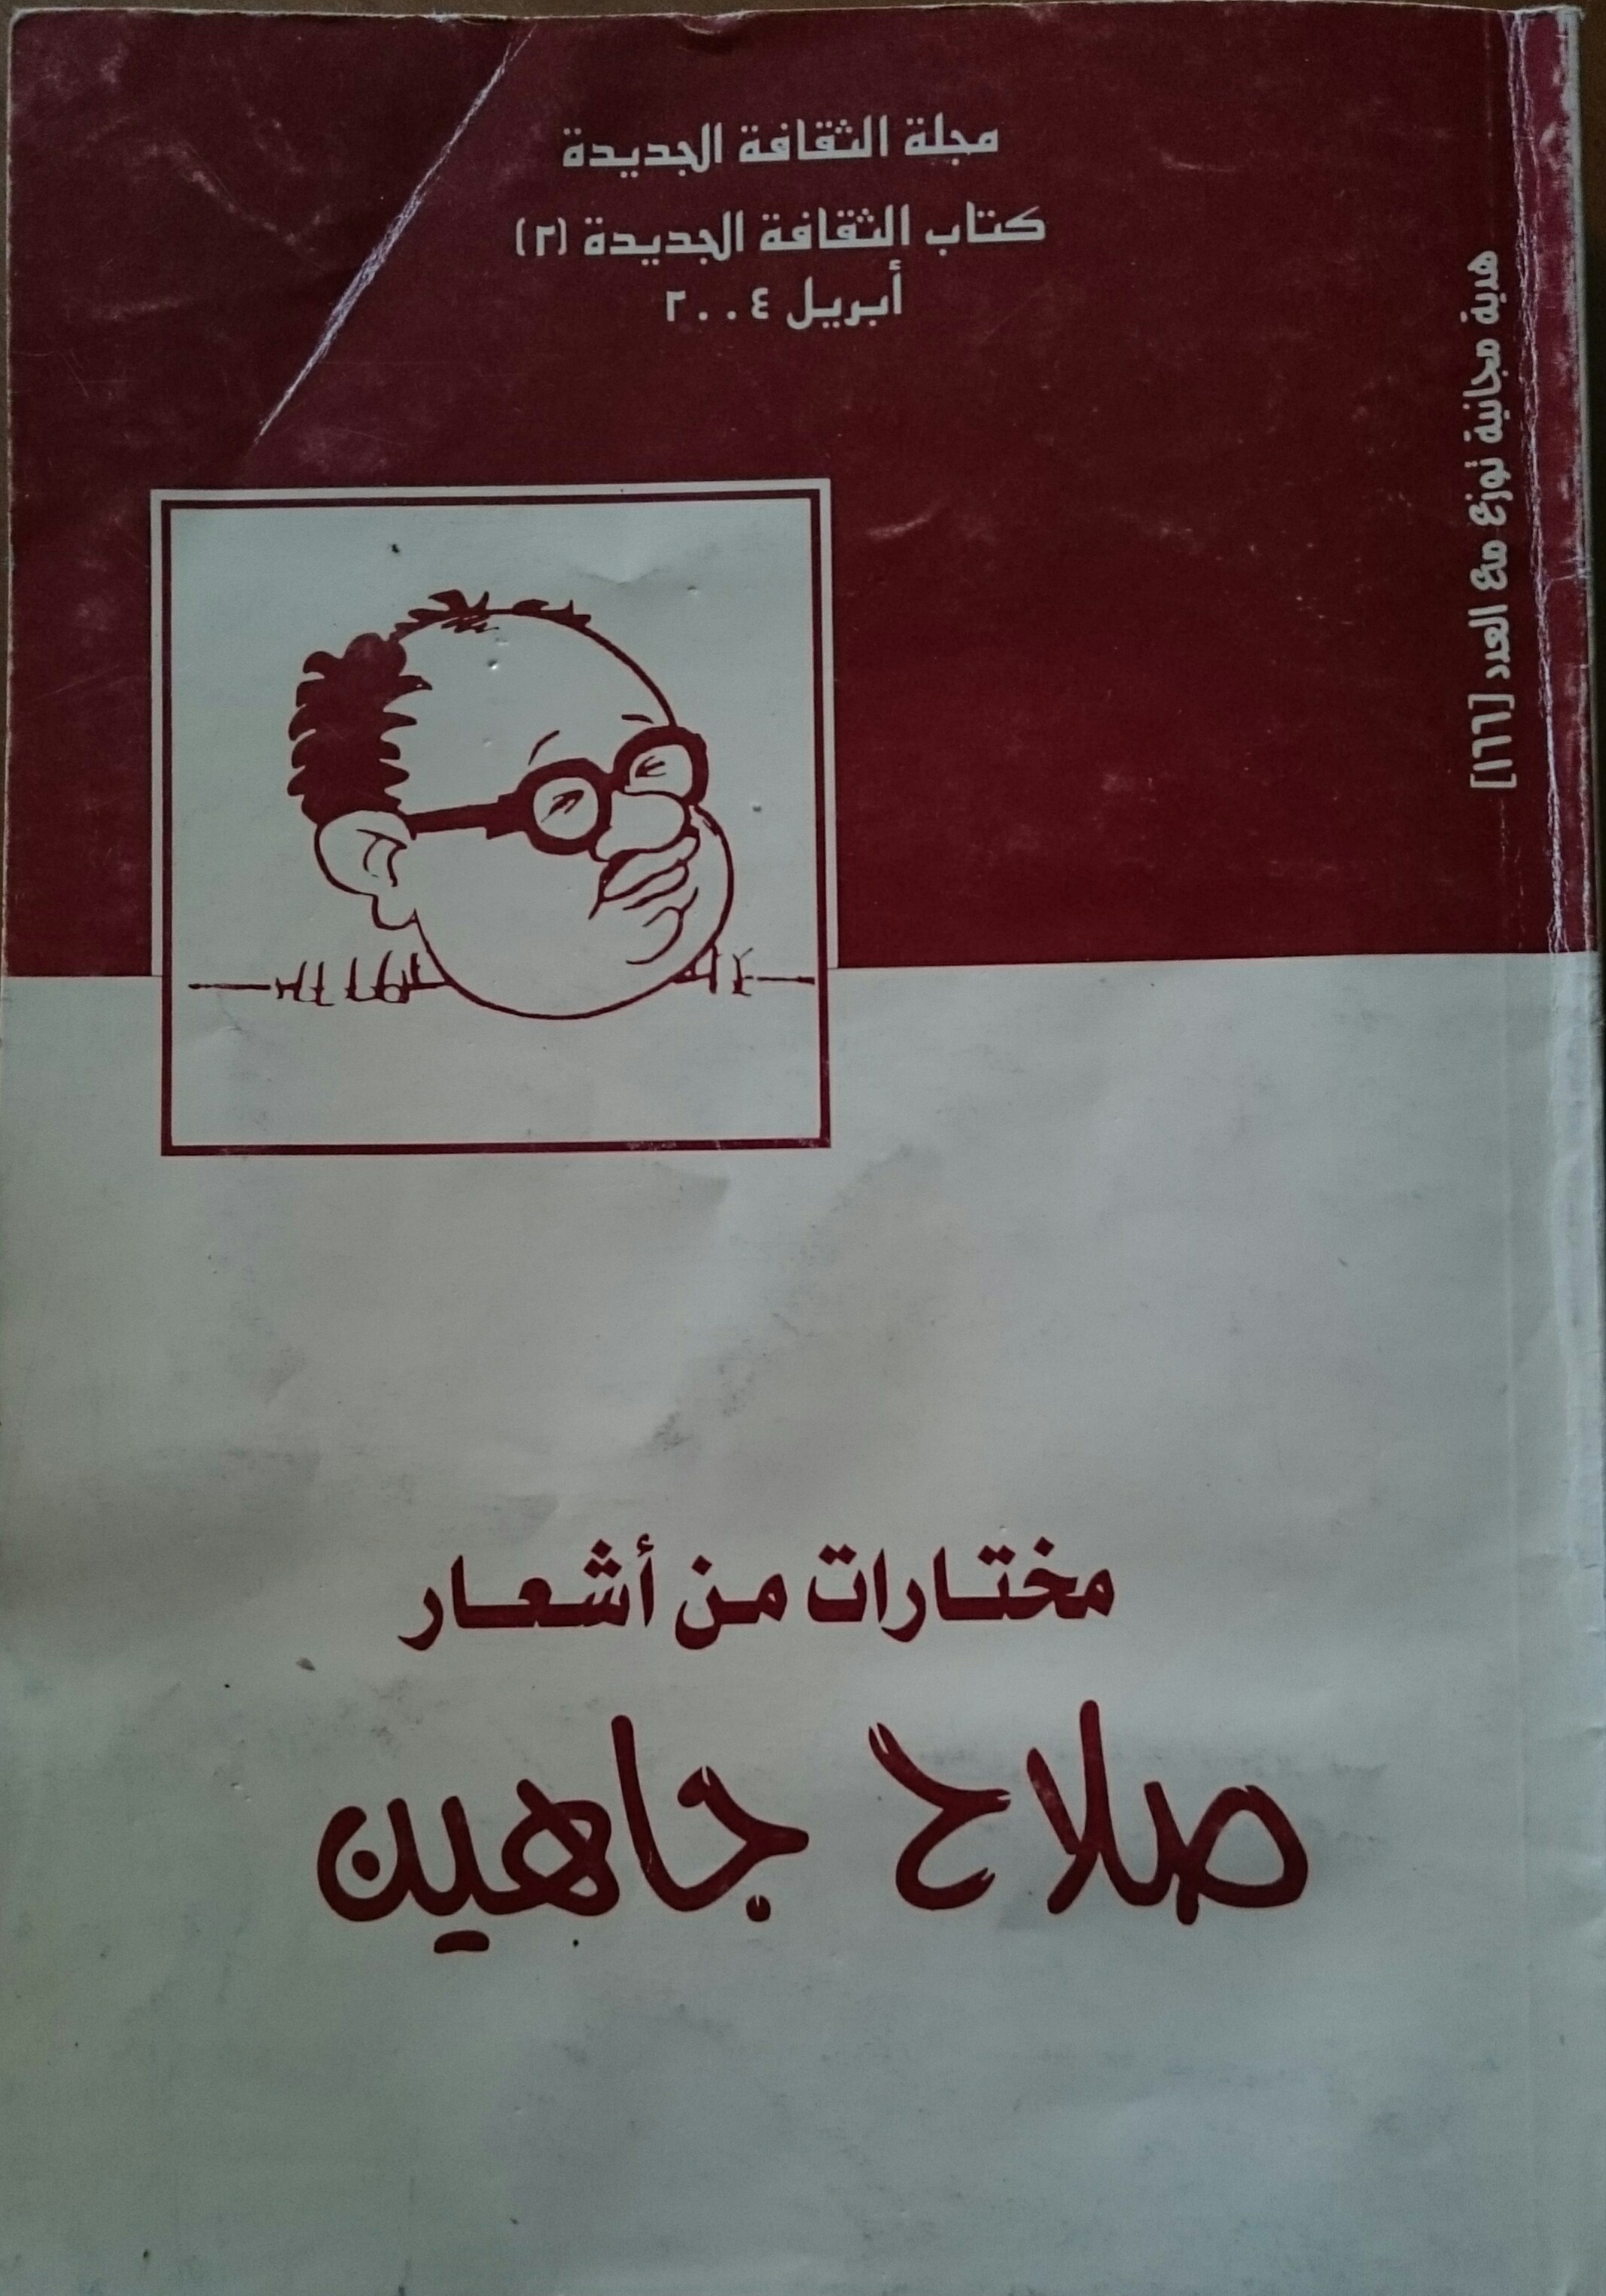 مجلة الثقافة الجديدة
كتاب الثقافة الجديدة (٢)
أبريل ٢٠٠٤
هدية مجانية توزع مع العدد [١٦٦]
مختارات من أشعار
صلاح جاهين